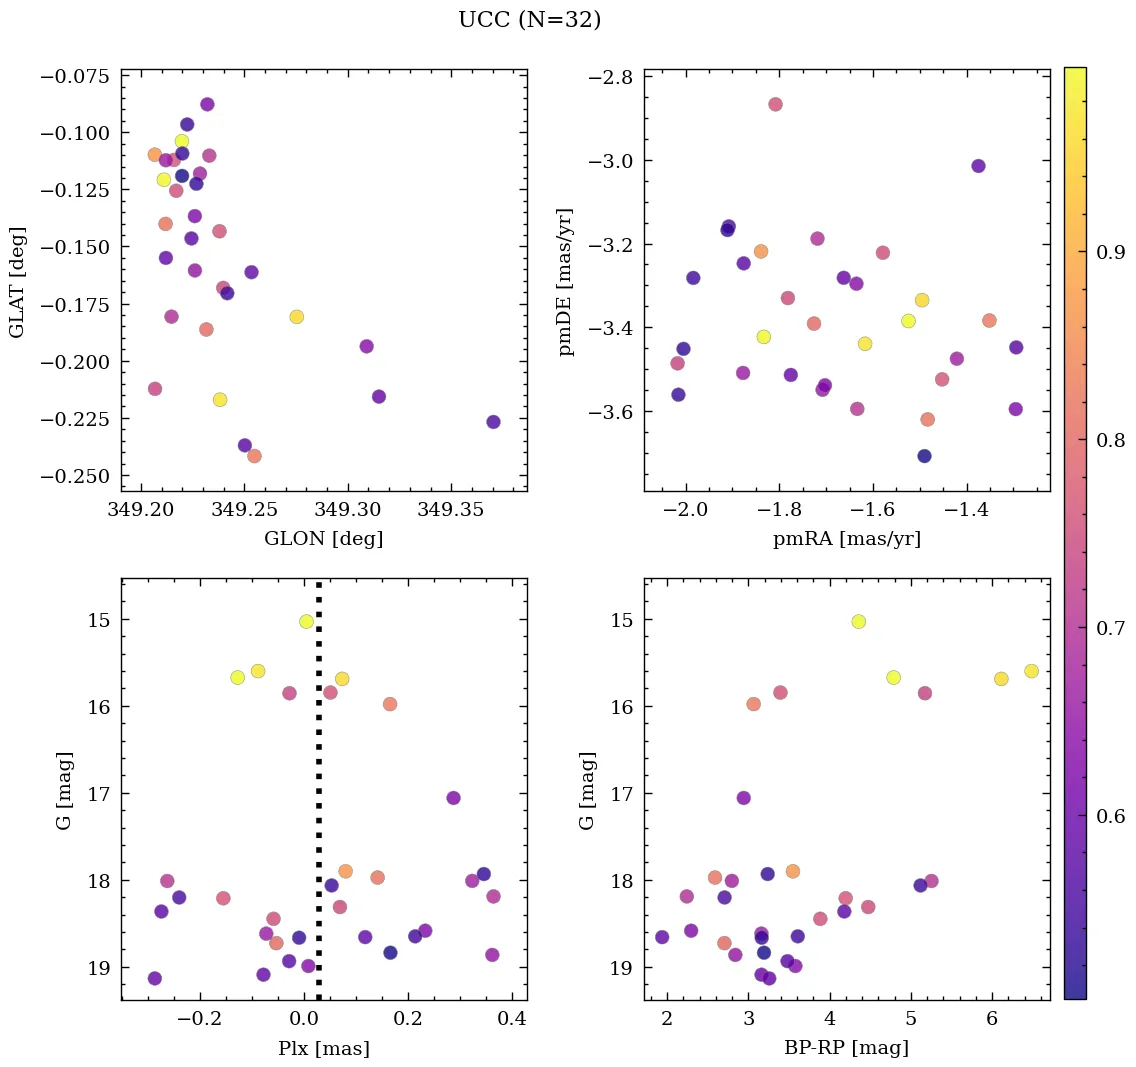 UCC (N=32)
−0.075
−0.100
−0.125
−0.150
−0.175
−0.200
−0.225
−0.250
GLAT [deg]
349.20 349.25 349.30 349.35
GLON [deg]
−2.8
−3.0
−3.2
−3.4
−3.6
pmDE [mas/yr]
−2.0 −1.8 −1.6 −1.4
pmRA [mas/yr]
15
16
17
18
19
G [mag]
−0.2 0.0 0.2 0.4
Plx [mas]
15
16
17
18
19
G [mag]
2 3 4 5 6
BP-RP [mag]
0.9
0.8
0.7
0.6